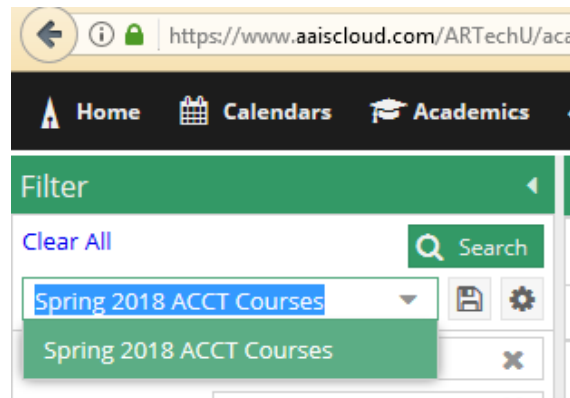 https://www.aaiscloud.com/ARTechU/aca
Home Calendars Academics
Filter
Clear All
Search
Spring 2018 ACCT Courses
Spring 2018 ACCT Courses